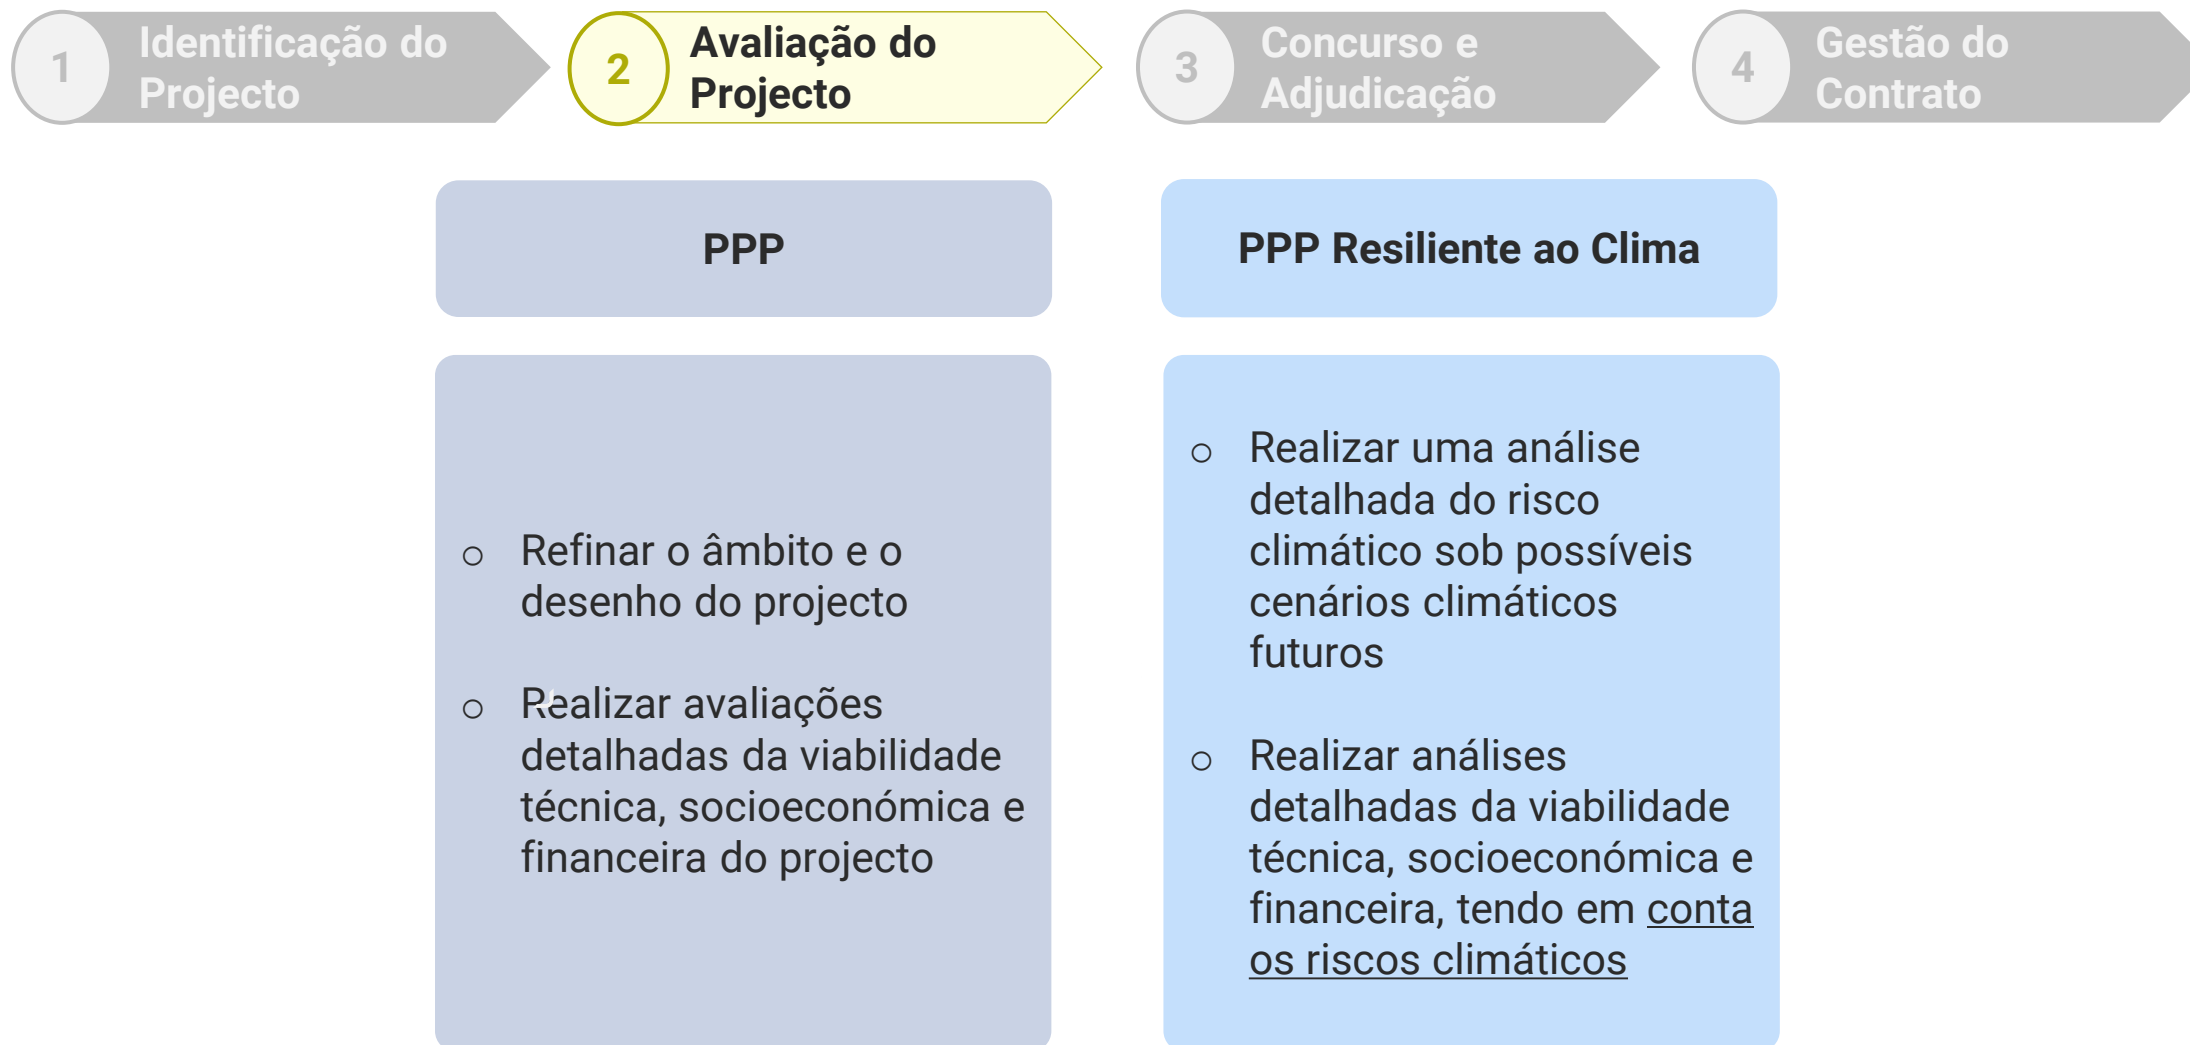 1
Identificação do
Projecto
2
Avaliação do
Projecto
3
Concurso e
Adjudicação
4
Gestão do
Contrato
PPP
PPP Resiliente ao Clima
o Refinar o âmbito e o
desenho do projecto
o Realizar avaliações
detalhadas da viabilidade
técnica, socioeconómica e
financeira do projecto
o Realizar uma análise
detalhada do risco
climático sob possíveis
cenários climáticos
futuros
o Realizar análises
detalhadas da viabilidade
técnica, socioeconómica e
financeira, tendo em conta
os riscos climáticos